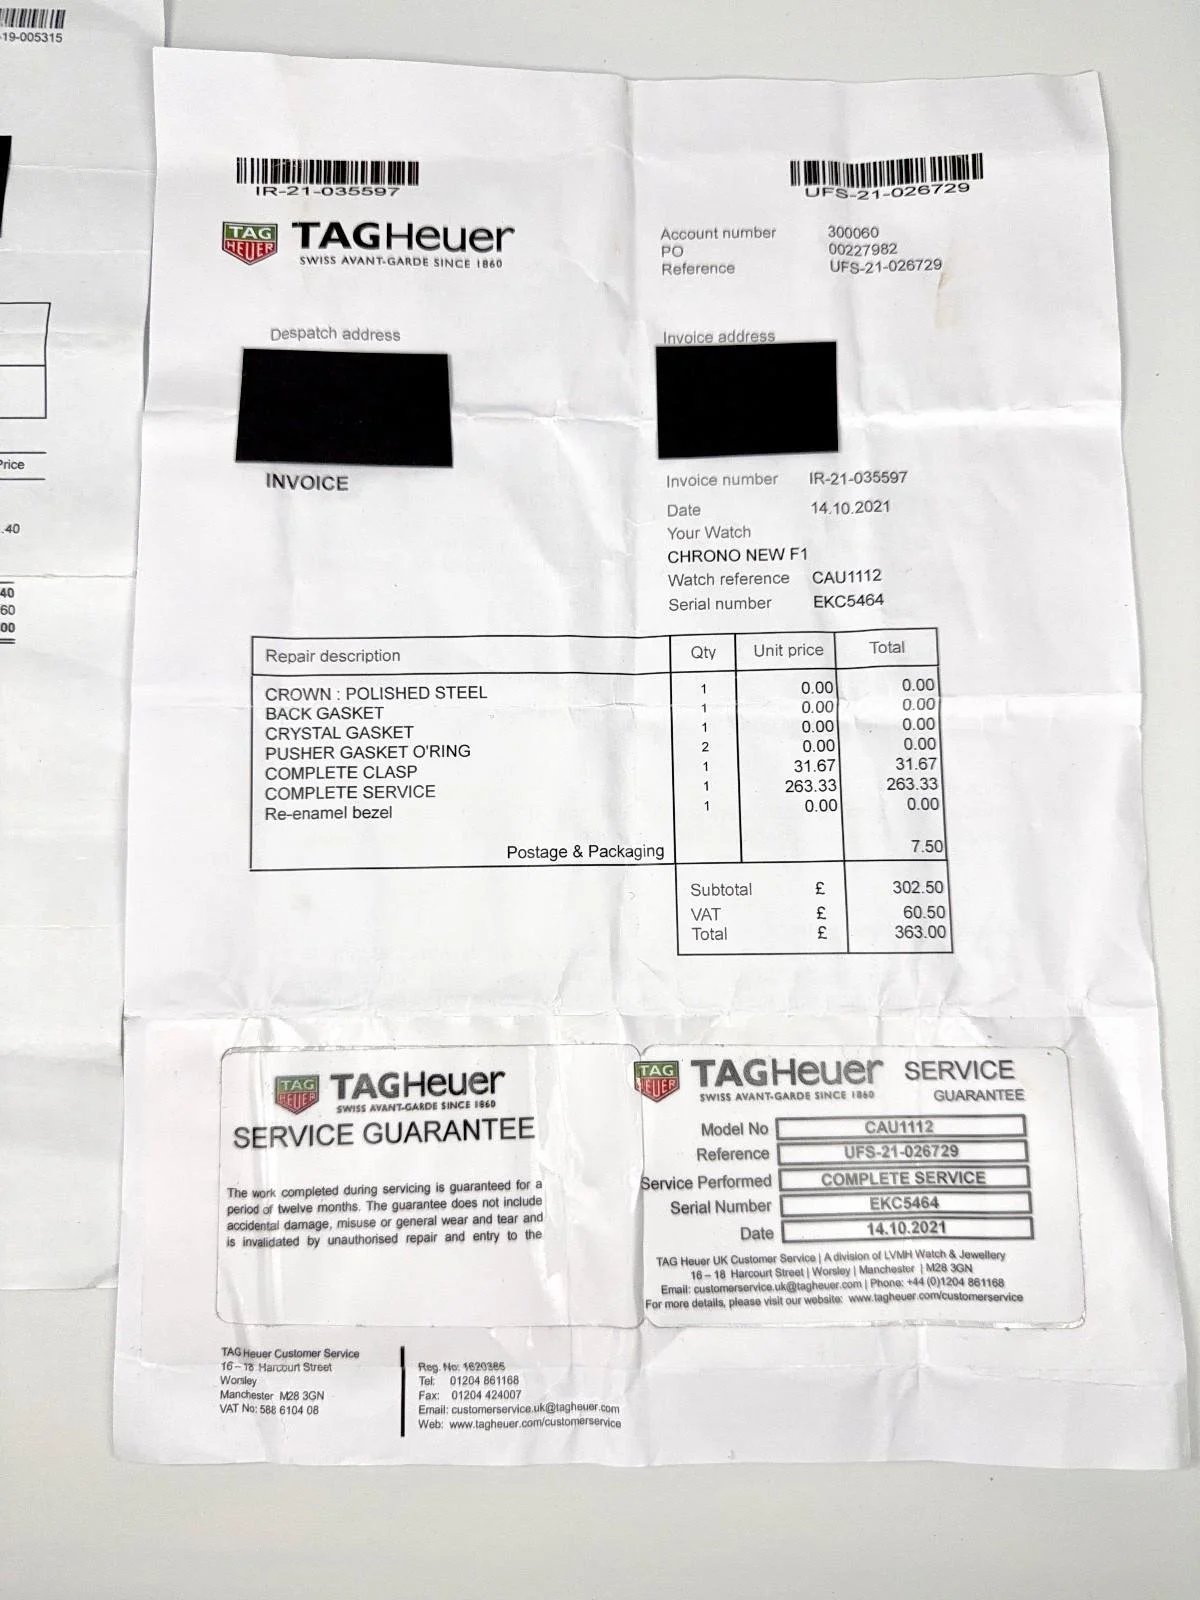 -19-005315
Price
.40
40
60
00
IR-21-035597
UFS-21-026729
TAG HEUER
TAGHeuer
SWISS AVANT-GARDE SINCE 1860
Account number 300060
PO 00227982
Reference UFS-21-026729
Despatch address
Invoice address
INVOICE
Invoice number IR-21-035597
Date 14.10.2021
Your Watch
CHRONO NEW F1
Watch reference CAU1112
Serial number EKC5464
Repair description Qty Unit price Total
CROWN : POLISHED STEEL 1 0.00 0.00
BACK GASKET 1 0.00 0.00
CRYSTAL GASKET 1 0.00 0.00
PUSHER GASKET O'RING 2 0.00 0.00
COMPLETE CLASP 1 31.67 31.67
COMPLETE SERVICE 1 263.33 263.33
Re-enamel bezel 1 0.00 0.00
Postage & Packaging 7.50
Subtotal £ 302.50
VAT £ 60.50
Total £ 363.00
TAG HEUER
TAGHeuer
SWISS AVANT-GARDE SINCE 1860
SERVICE GUARANTEE
The work completed during servicing is guaranteed for a
period of twelve months. The guarantee does not include
accidental damage, misuse or general wear and tear and
is invalidated by unauthorised repair and entry to the
TAG HEUER
TAGHeuer SERVICE
SWISS AVANT-GARDE SINCE 1860 GUARANTEE
Model No CAU1112
Reference UFS-21-026729
Service Performed COMPLETE SERVICE
Serial Number EKC5464
Date 14.10.2021
TAG Heuer UK Customer Service | A division of LVMH Watch & Jewellery
16 – 18 Harcourt Street | Worsley | Manchester | M28 3GN
Email: customerservice.uk@tagheuer.com | Phone: +44 (0)1204 861168
For more details, please visit our website: www.tagheuer.com/customerservice
TAG Heuer Customer Service
16 – 18 Harcourt Street
Worsley
Manchester M28 3GN
VAT No: 588 6104 08
Reg. No: 1620385
Tel: 01204 861168
Fax: 01204 424007
Email: customerservice.uk@tagheuer.com
Web: www.tagheuer.com/customerservice